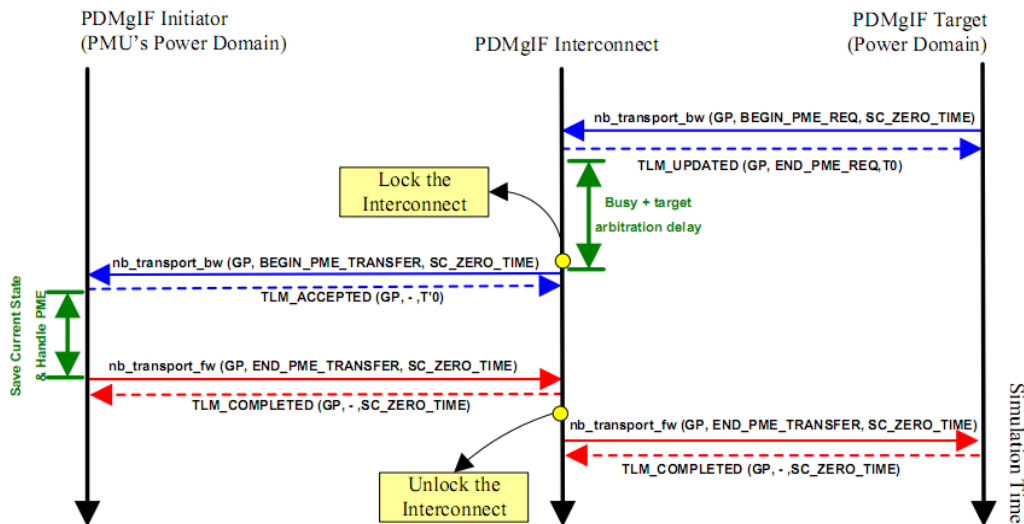 PDMgIF Initiator
(PMU's Power Domain)
PDMgIF Interconnect
PDMgIF Target
(Power Domain)
nb_transport_bw (GP, BEGIN_PME_REQ, SC_ZERO_TIME)
TLM_UPDATED (GP, END_PME_REQ,T0)
Lock the
Interconnect
Busy + target
arbitration delay
nb_transport_bw (GP, BEGIN_PME_TRANSFER, SC_ZERO_TIME)
TLM_ACCEPTED (GP, - ,T'0)
Save Current State
& Handle PME
nb_transport_fw (GP, END_PME_TRANSFER, SC_ZERO_TIME)
TLM_COMPLETED (GP, - ,SC_ZERO_TIME)
nb_transport_fw (GP, END_PME_TRANSFER, SC_ZERO_TIME)
TLM_COMPLETED (GP, - ,SC_ZERO_TIME)
Unlock the
Interconnect
Simulation Time